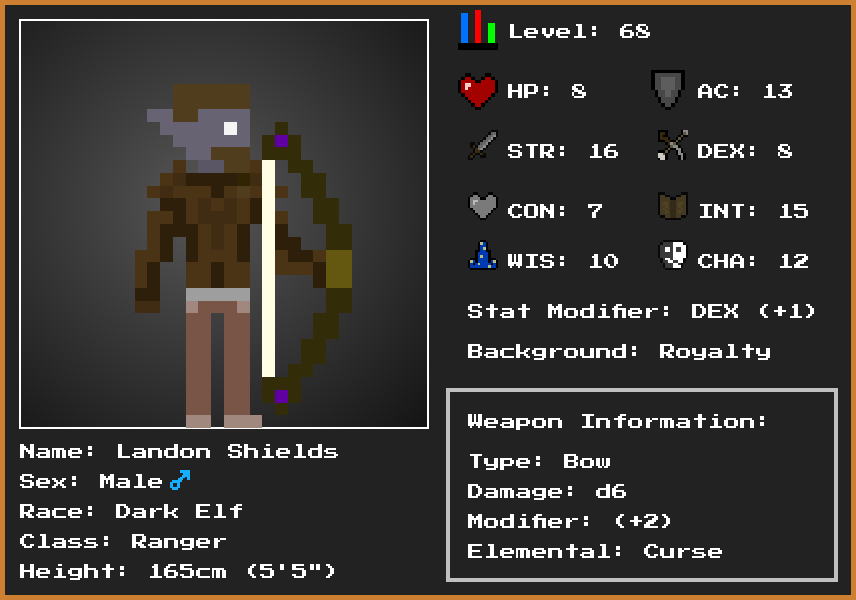 Level: 68
HP: 8
AC: 13
STR: 16
DEX: 8
CON: 7
INT: 15
WIS: 10
CHA: 12
Stat Modifier: DEX (+1)
Background: Royalty
Name: Landon Shields
Sex: Male♂
Race: Dark Elf
Class: Ranger
Height: 165cm (5'5")
Weapon Information:
Type: Bow
Damage: d6
Modifier: (+2)
Elemental: Curse